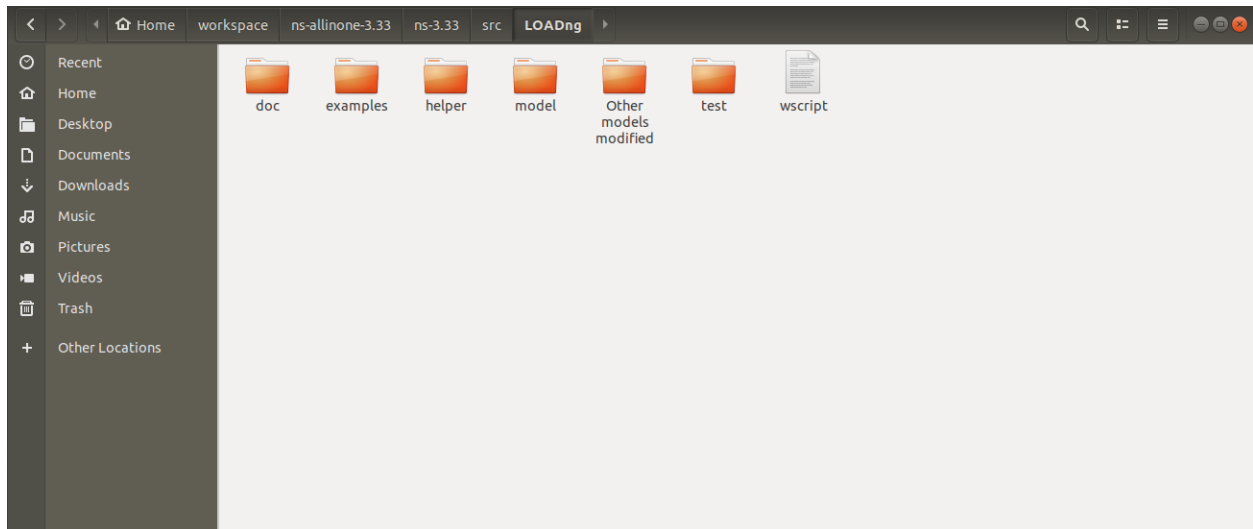 Home workspace ns-allinone-3.33 ns-3.33 src LOADng
Recent
Home
Desktop
Documents
Downloads
Music
Pictures
Videos
Trash
Other Locations
doc examples helper model Other test wscript
models
modified